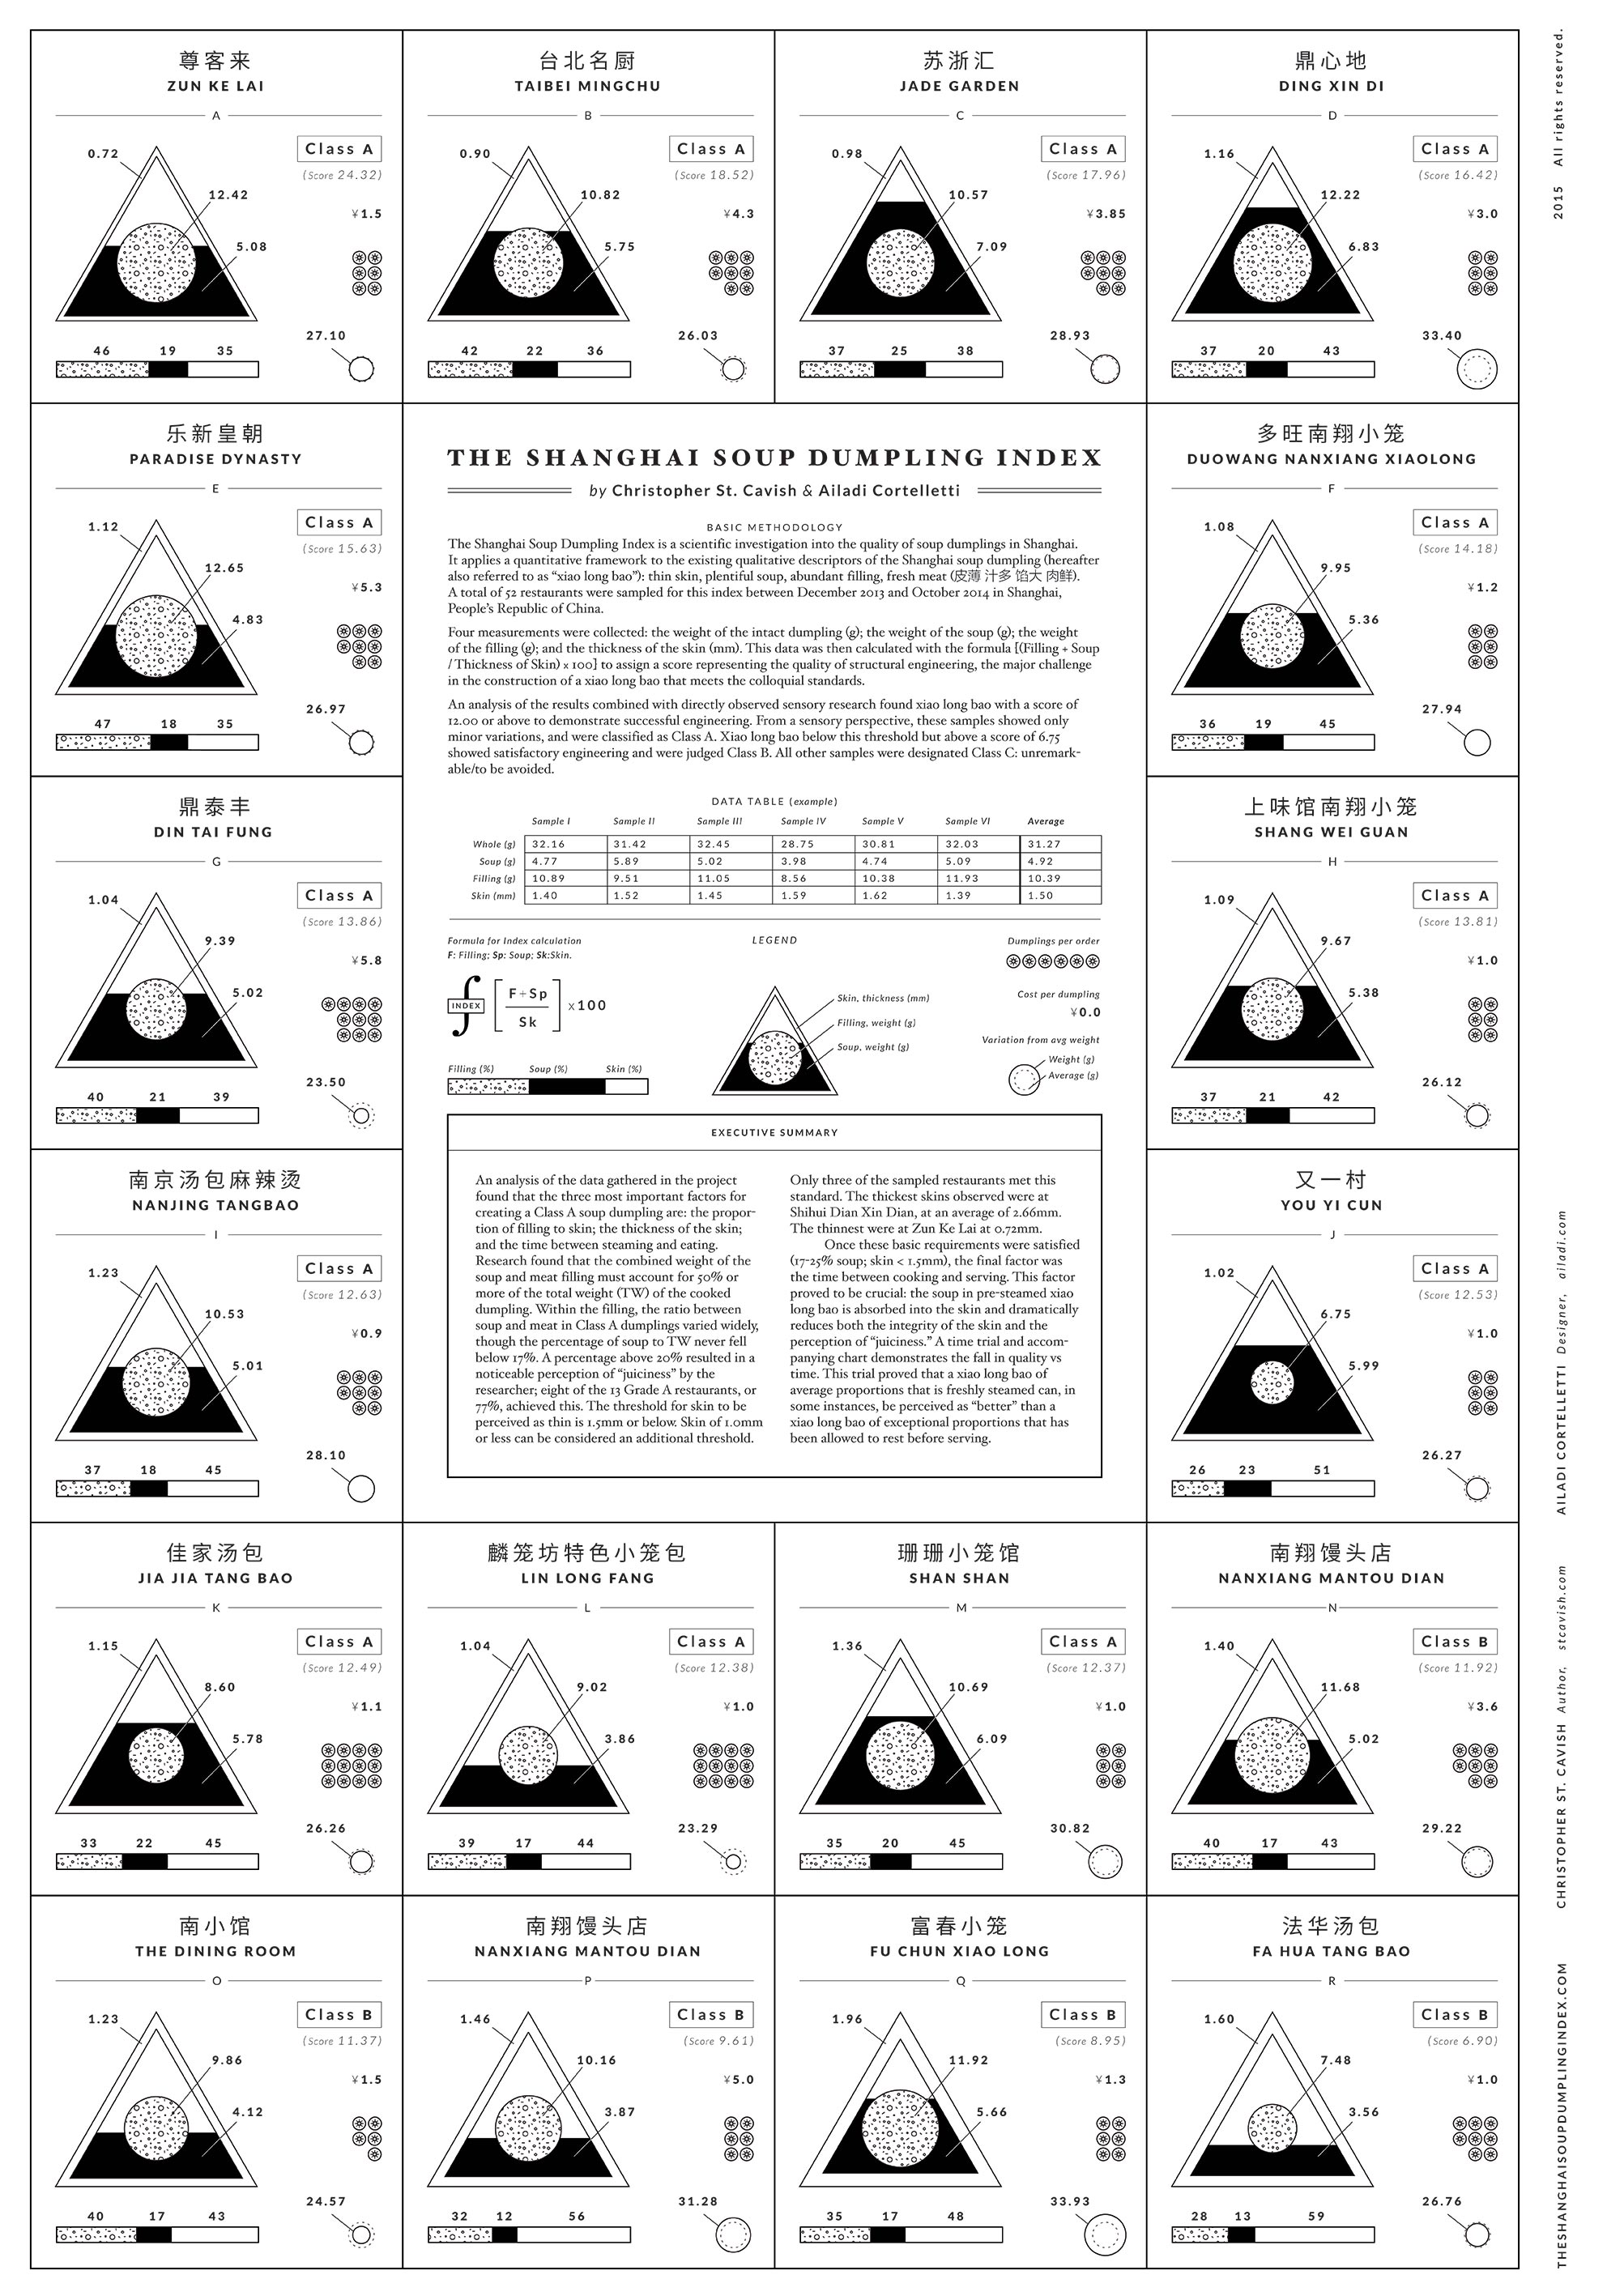 尊客来
ZUN KE LAI
A
Class A
(Score 24.32)
0.72
12.42
5.08
¥1.5
27.10
46 19 35
台北名厨
TAIBEI MINGCHU
B
Class A
(Score 18.52)
0.90
10.82
5.75
¥4.3
26.03
42 22 36
苏浙汇
JADE GARDEN
C
Class A
(Score 17.96)
0.98
10.57
7.09
¥3.85
28.93
37 25 38
鼎心地
DING XIN DI
D
Class A
(Score 16.42)
1.16
12.22
6.83
¥3.0
33.40
37 20 43
乐新皇朝
PARADISE DYNASTY
E
Class A
(Score 15.63)
1.12
12.65
4.83
¥5.3
26.97
47 18 35
THE SHANGHAI SOUP DUMPLING INDEX
by Christopher St. Cavish & Ailadi Cortelletti
BASIC METHODOLOGY
The Shanghai Soup Dumpling Index is a scientific investigation into the quality of soup dumplings in Shanghai.
It applies a quantitative framework to the existing qualitative descriptors of the Shanghai soup dumpling (hereafter
also referred to as “xiao long bao”): thin skin, plentiful soup, abundant filling, fresh meat (皮薄 汁多 馅大 肉鲜).
A total of 52 restaurants were sampled for this index between December 2013 and October 2014 in Shanghai,
People’s Republic of China.
Four measurements were collected: the weight of the intact dumpling (g); the weight of the soup (g); the weight
of the filling (g); and the thickness of the skin (mm). This data was then calculated with the formula [(Filling + Soup
/ Thickness of Skin) x 100] to assign a score representing the quality of structural engineering, the major challenge
in the construction of a xiao long bao that meets the colloquial standards.
An analysis of the results combined with directly observed sensory research found xiao long bao with a score of
12.00 or above to demonstrate successful engineering. From a sensory perspective, these samples showed only
minor variations, and were classified as Class A. Xiao long bao below this threshold but above a score of 6.75
showed satisfactory engineering and were judged Class B. All other samples were designated Class C: unremark-
able/to be avoided.
DATA TABLE (example)
Sample I Sample II Sample III Sample IV Sample V Sample VI Average
Whole (g) 32.16 31.42 32.45 28.75 30.81 32.03 31.27
Soup (g) 4.77 5.89 5.02 3.98 4.74 5.09 4.92
Filling (g) 10.89 9.51 11.05 8.56 10.38 11.93 10.39
Skin (mm) 1.40 1.52 1.45 1.59 1.62 1.39 1.50
Formula for Index calculation
F: Filling; Sp: Soup; Sk:Skin.
INDEX
F+Sp
Sk
x100
Filling (%) Soup (%) Skin (%)
LEGEND
Skin, thickness (mm)
Filling, weight (g)
Soup, weight (g)
Dumplings per order
Cost per dumpling
¥0.0
Variation from avg weight
Weight (g)
Average (g)
EXECUTIVE SUMMARY
An analysis of the data gathered in the project
found that the three most important factors for
creating a Class A soup dumpling are: the propor-
tion of filling to skin; the thickness of the skin;
and the time between steaming and eating.
Research found that the combined weight of the
soup and meat filling must account for 50% or
more of the total weight (TW) of the cooked
dumpling. Within the filling, the ratio between
soup and meat in Class A dumplings varied widely,
though the percentage of soup to TW never fell
below 17%. A percentage above 20% resulted in a
noticeable perception of “juiciness” by the
researcher; eight of the 13 Grade A restaurants, or
77%, achieved this. The threshold for skin to be
perceived as thin is 1.5mm or below. Skin of 1.0mm
or less can be considered an additional threshold.
Only three of the sampled restaurants met this
standard. The thickest skins observed were at
Shihui Dian Xin Dian, at an average of 2.66mm.
The thinnest were at Zun Ke Lai at 0.72mm.
Once these basic requirements were satisfied
(17-25% soup; skin < 1.5mm), the final factor was
the time between cooking and serving. This factor
proved to be crucial: the soup in pre-steamed xiao
long bao is absorbed into the skin and dramatically
reduces both the integrity of the skin and the
perception of “juiciness.” A time trial and accom-
panying chart demonstrates the fall in quality vs
time. This trial proved that a xiao long bao of
average proportions that is freshly steamed can, in
some instances, be perceived as “better” than a
xiao long bao of exceptional proportions that has
been allowed to rest before serving.
多旺南翔小笼
DUOWANG NANXIANG XIAOLONG
F
Class A
(Score 14.18)
1.08
9.95
5.36
¥1.2
27.94
36 19 45
鼎泰丰
DIN TAI FUNG
G
Class A
(Score 13.86)
1.04
9.39
5.02
¥5.8
23.50
40 21 39
上味馆南翔小笼
SHANG WEI GUAN
H
Class A
(Score 13.81)
1.09
9.67
5.38
¥1.0
26.12
37 21 42
南京汤包麻辣烫
NANJING TANGBAO
I
Class A
(Score 12.63)
1.23
10.53
5.01
¥0.9
28.10
37 18 45
又一村
YOU YI CUN
J
Class A
(Score 12.53)
1.02
6.75
5.99
¥1.0
26.27
26 23 51
佳家汤包
JIA JIA TANG BAO
K
Class A
(Score 12.49)
1.15
8.60
5.78
¥1.1
26.26
33 22 45
麟笼坊特色小笼包
LIN LONG FANG
L
Class A
(Score 12.38)
1.04
9.02
3.86
¥1.0
23.29
39 17 44
珊珊小笼馆
SHAN SHAN
M
Class A
(Score 12.37)
1.36
10.69
6.09
¥1.0
30.82
35 20 45
南翔馒头店
NANXIANG MANTOU DIAN
N
Class B
(Score 11.92)
1.40
11.68
5.02
¥3.6
29.22
40 17 43
南小馆
THE DINING ROOM
O
Class B
(Score 11.37)
1.23
9.86
4.12
¥1.5
24.57
40 17 43
南翔馒头店
NANXIANG MANTOU DIAN
P
Class B
(Score 9.61)
1.46
10.16
3.87
¥5.0
31.28
32 12 56
富春小笼
FU CHUN XIAO LONG
Q
Class B
(Score 8.95)
1.96
11.92
5.66
¥1.3
33.93
35 17 48
法华汤包
FA HUA TANG BAO
R
Class B
(Score 6.90)
1.60
7.48
3.56
¥1.0
26.76
28 13 59
THESHANGHAISOUPDUMPLINGINDEX.COM CHRISTOPHER ST. CAVISH Author, stcavish.com AILADI CORTELLETTI Designer, ailadi.com 2015 All rights reserved.